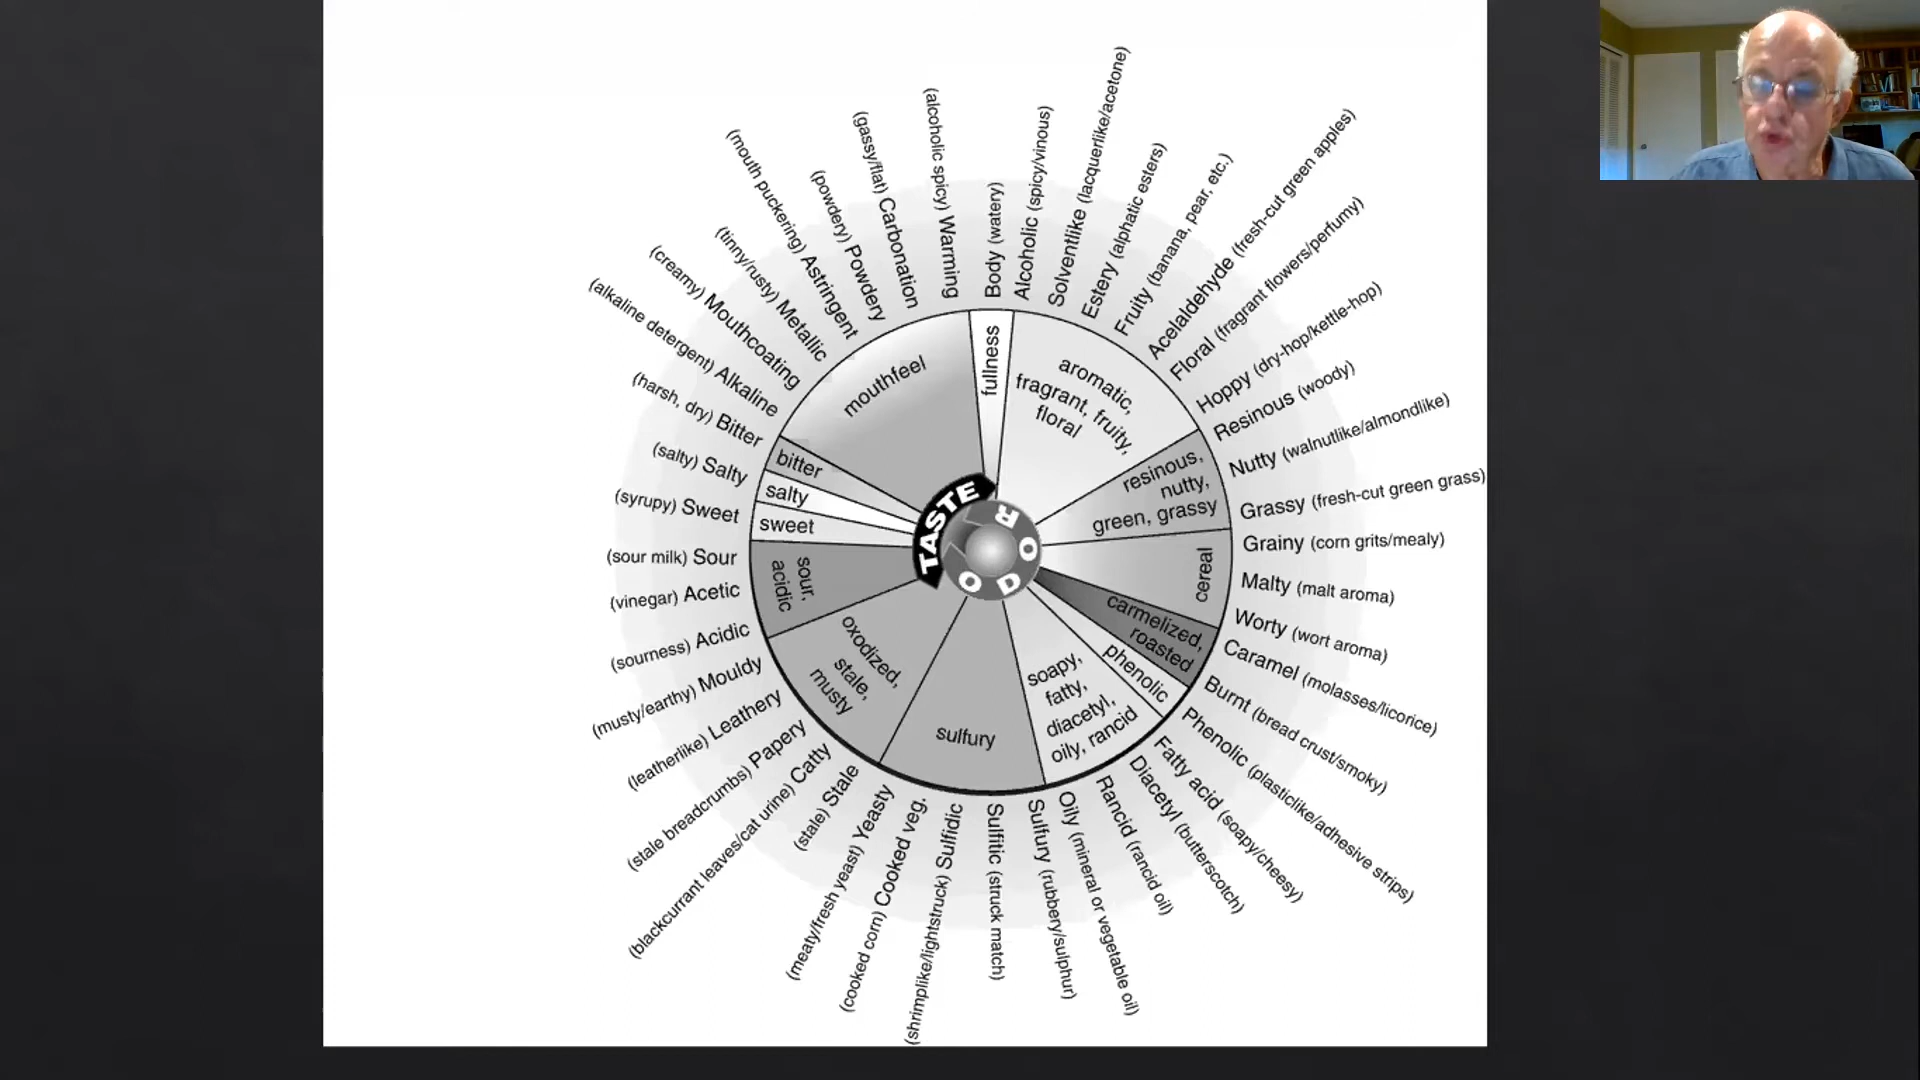 (alcoholic spicy) Warming
Body (watery)
Alcoholic (spicy/vinous)
Solventlike (lacquerlike/acetone)
Estery (alphatic esters)
Fruity (banana, pear, etc.)
Acelaldehyde (fresh-cut green apples)
Floral (fragrant flowers/perfumy)
Hoppy (dry-hop/kettle-hop)
Resinous (woody)
Nutty (walnutlike/almondlike)
Grassy (fresh-cut green grass)
Grainy (corn grits/mealy)
Malty (malt aroma)
Worty (wort aroma)
Caramel (molasses/licorice)
Burnt (bread crust/smoky)
Phenolic (plasticlike/adhesive strips)
Fatty acid (soapy/cheesy)
Diacetyl (butterscotch)
Rancid (rancid oil)
Oily (mineral or vegetable oil)
Sulfury (rubbery/sulphur)
Sulfitic (struck match)
(shrimplike/lightstruck) Sulfidic
(cooked corn) Cooked veg.
(meaty/fresh yeast) Yeasty
(stale) Stale
(blackcurrant leaves/cat urine) Catty
(stale breadcrumbs) Papery
(leatherlike) Leathery
(musty/earthy) Mouldy
(sourness) Acidic
(vinegar) Acetic
(sour milk) Sour
(syrupy) Sweet
(salty) Salty
(harsh, dry) Bitter
(alkaline detergent) Alkaline
(creamy) Mouthcoating
(tinny/rusty) Metallic
(mouth puckering) Astringent
(powdery) Powdery
(gassy/flat) Carbonation
mouthfeel
fullness
aromatic,
fragrant, fruity,
floral
resinous,
nutty,
green, grassy
cereal
carmelized,
roasted
phenolic
soapy,
fatty,
diacetyl,
oily, rancid
sulfury
oxodized,
stale,
musty
sour,
acidic
sweet
salty
bitter
TASTE
ODOR